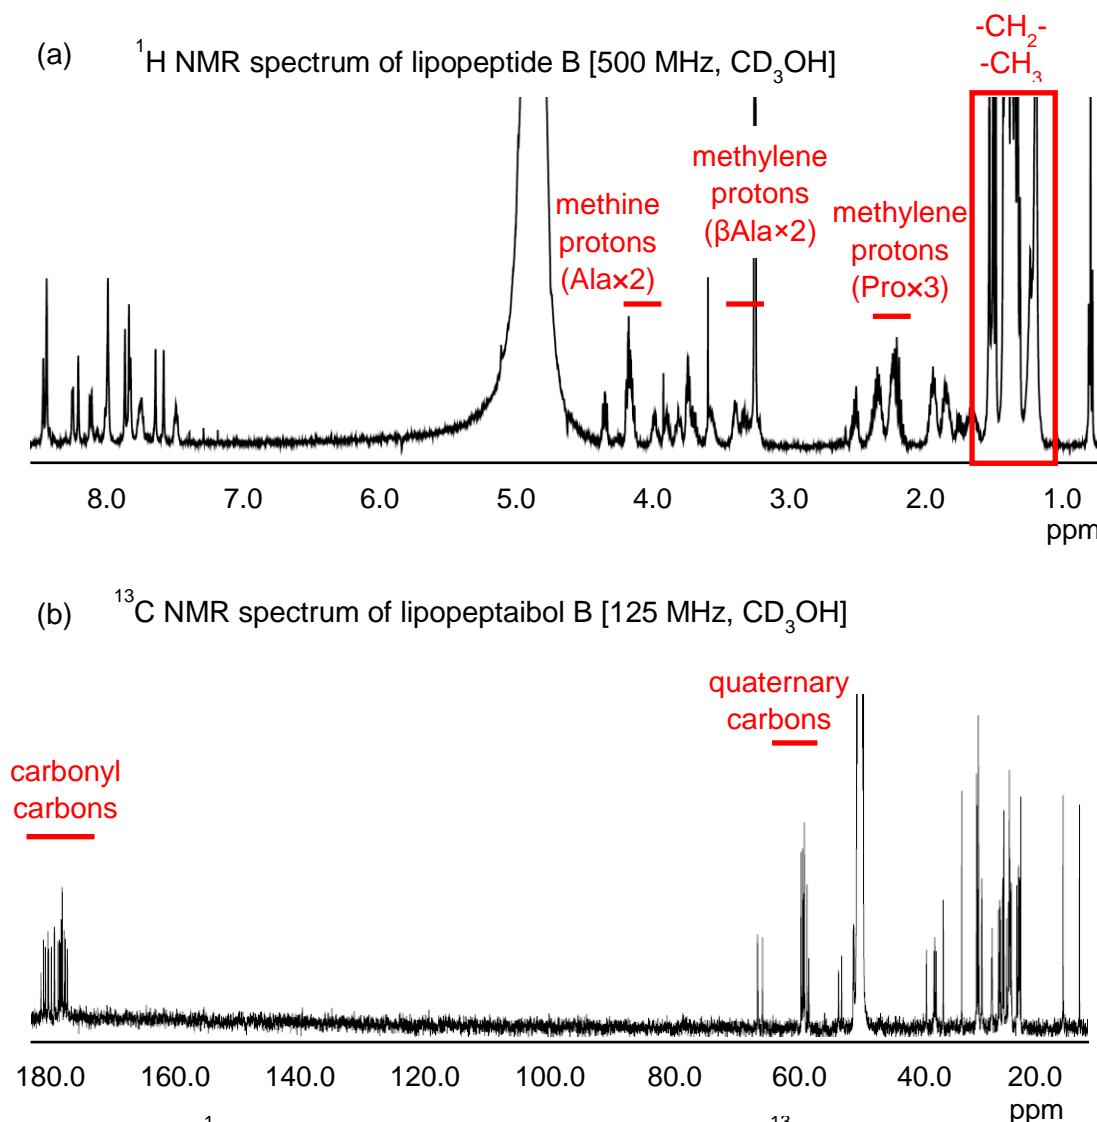 -CH2-
-CH3
(a) 1H NMR spectrum of lipopeptide B [500 MHz, CD3OH]
methylene
protons
(βAla×2)
methine
protons
(Ala×2)
methylene
protons
(Pro×3)
8.0 7.0 6.0 5.0 4.0 3.0 2.0 1.0
ppm
(b) 13C NMR spectrum of lipopeptaibol B [125 MHz, CD3OH]
quaternary
carbons
carbonyl
carbons
180.0 160.0 140.0 120.0 100.0 80.0 60.0 40.0 20.0
ppm
1 13